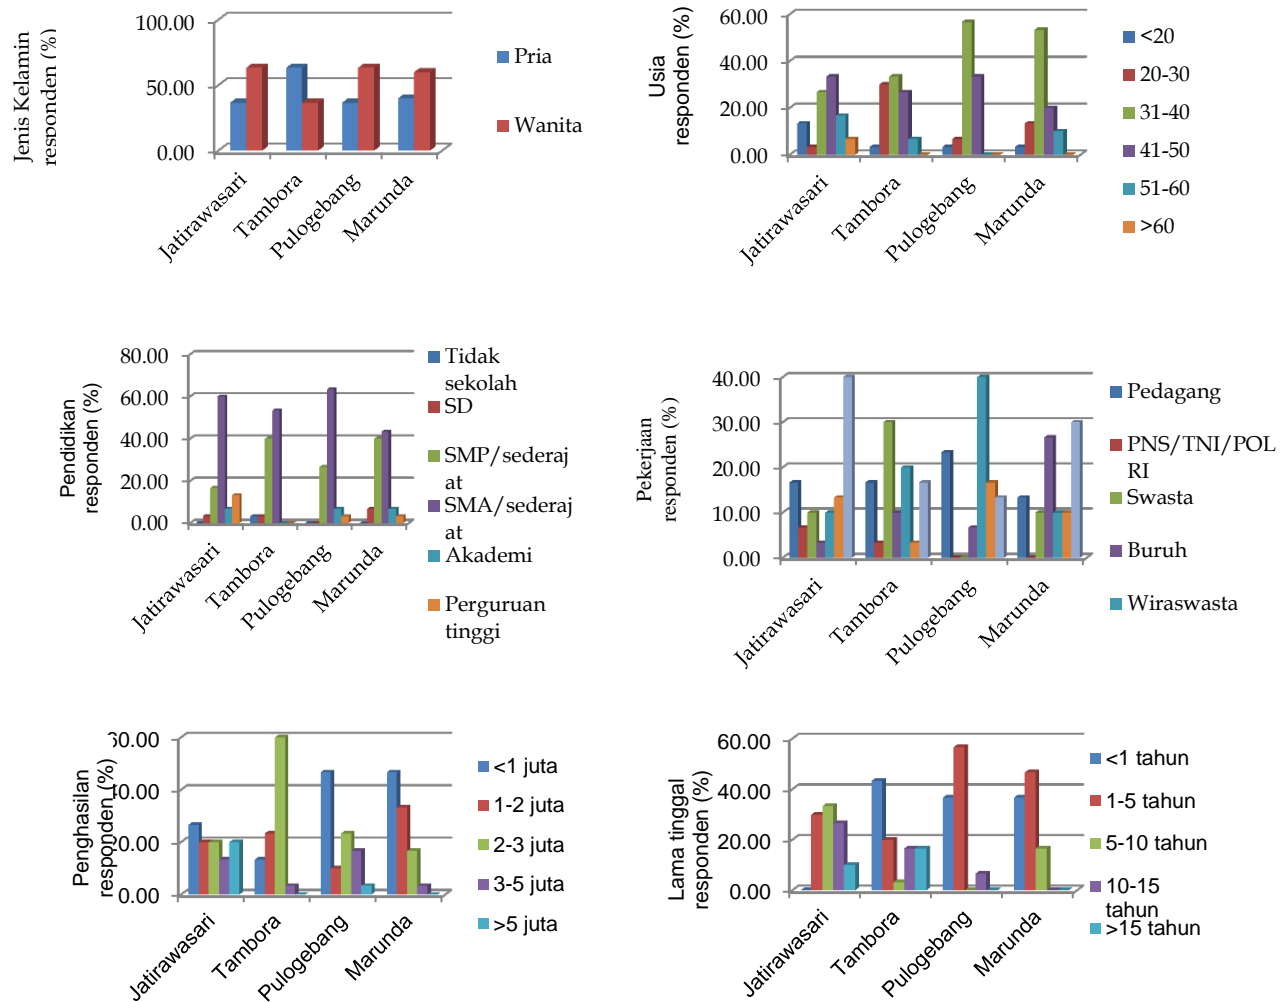 Jenis Kelamin
responden (%)
100.00
50.00
0.00
Jatirawasari
Tambora
Pulogebang
Marunda
Pria
Wanita
Usia
responden (%)
60.00
40.00
20.00
0.00
Jatirawasari
Tambora
Pulogebang
Marunda
<20
20-30
31-40
41-50
51-60
>60
Pendidikan
responden (%)
80.00
60.00
40.00
20.00
0.00
Jatirawasari
Tambora
Pulogebang
Marunda
Tidak
sekolah
SD
SMP/sederaj
at
SMA/sederaj
at
Akademi
Perguruan
tinggi
Pekerjaan
responden (%)
40.00
30.00
20.00
10.00
0.00
Jatirawasari
Tambora
Pulogebang
Marunda
Pedagang
PNS/TNI/POL
RI
Swasta
Buruh
Wiraswasta
Penghasilan
responden (%)
60.00
40.00
20.00
0.00
Jatirawasari
Tambora
Pulogebang
Marunda
<1 juta
1-2 juta
2-3 juta
3-5 juta
>5 juta
Lama tinggal
responden (%)
60.00
40.00
20.00
0.00
Jatirawasari
Tambora
Pulogebang
Marunda
<1 tahun
1-5 tahun
5-10 tahun
10-15
tahun
>15 tahun